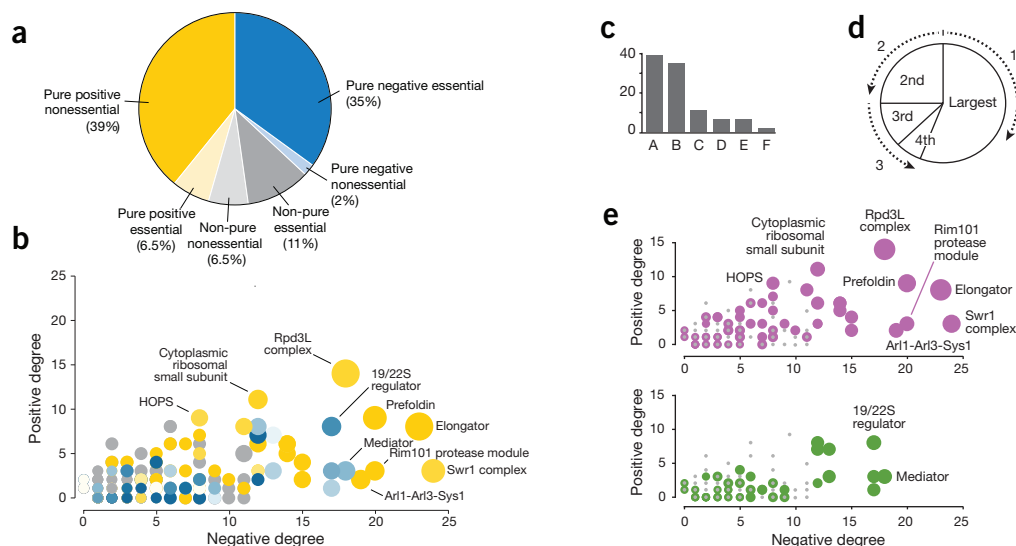 a
Pure positive
nonessential
(39%)
Pure negative essential
(35%)
Pure negative
nonessential
(2%)
Non-pure essential
(11%)
Non-pure
nonessential
(6.5%)
Pure positive
essential
(6.5%)
b
25
20
15
10
5
0
Positive degree
0 5 10 15 20 25
Negative degree
Rpd3L
complex
Cytoplasmic
ribosomal
small subunit
HOPS
19/22S
regulator
Prefoldin
Elongator
Mediator
Rim101 protease module
Swr1 complex
Arl1-Arl3-Sys1
c
40
20
0
A B C D E F
d
2
1
3
2nd
Largest
3rd
4th
e
15
10
5
0
Positive degree
Cytoplasmic
ribosomal
small subunit
Rpd3L
complex
Rim101
protease
module
HOPS
Prefoldin
Elongator
Swr1
complex
Arl1-Arl3-Sys1
15
10
5
0
Positive degree
19/22S
regulator
Mediator
0 5 10 15 20 25
Negative degree